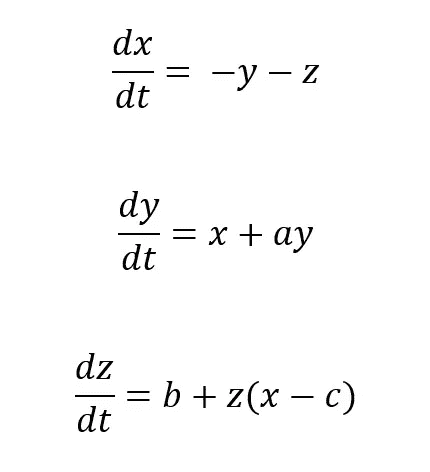 dx/dt = −y − z
dy/dt = x + ay
dz/dt = b + z(x − c)